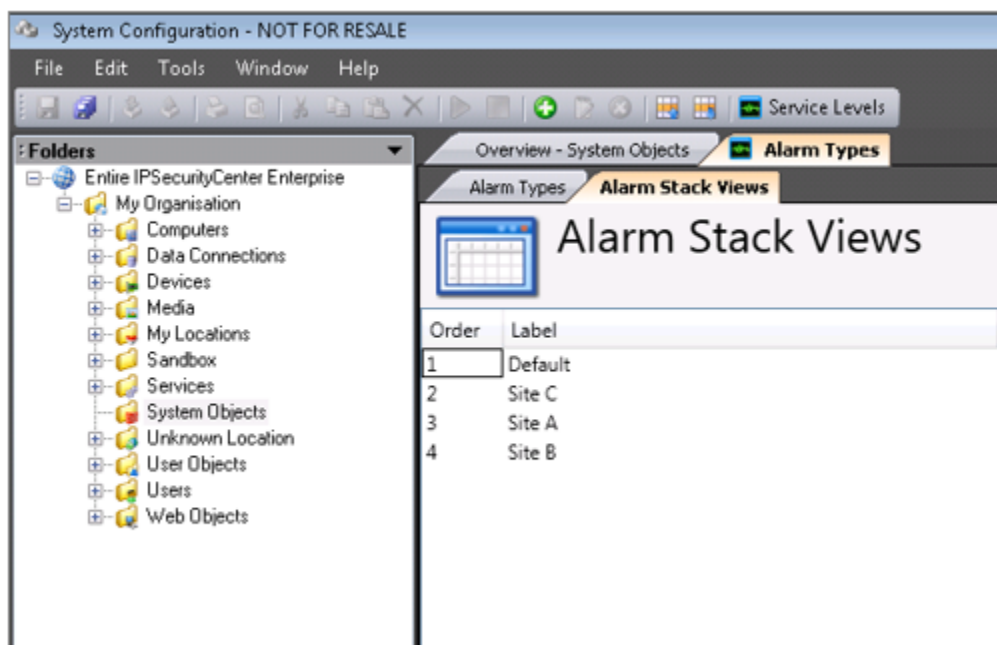 System Configuration - NOT FOR RESALE
File Edit Tools Window Help
Service Levels
Folders
Overview - System Objects
Alarm Types
Entire IPSecurityCenter Enterprise
My Organisation
Computers
Data Connections
Devices
Media
My Locations
Sandbox
Services
System Objects
Unknown Location
User Objects
Users
Web Objects
Alarm Types
Alarm Stack Views
Alarm Stack Views
Order Label
1 Default
2 Site C
3 Site A
4 Site B